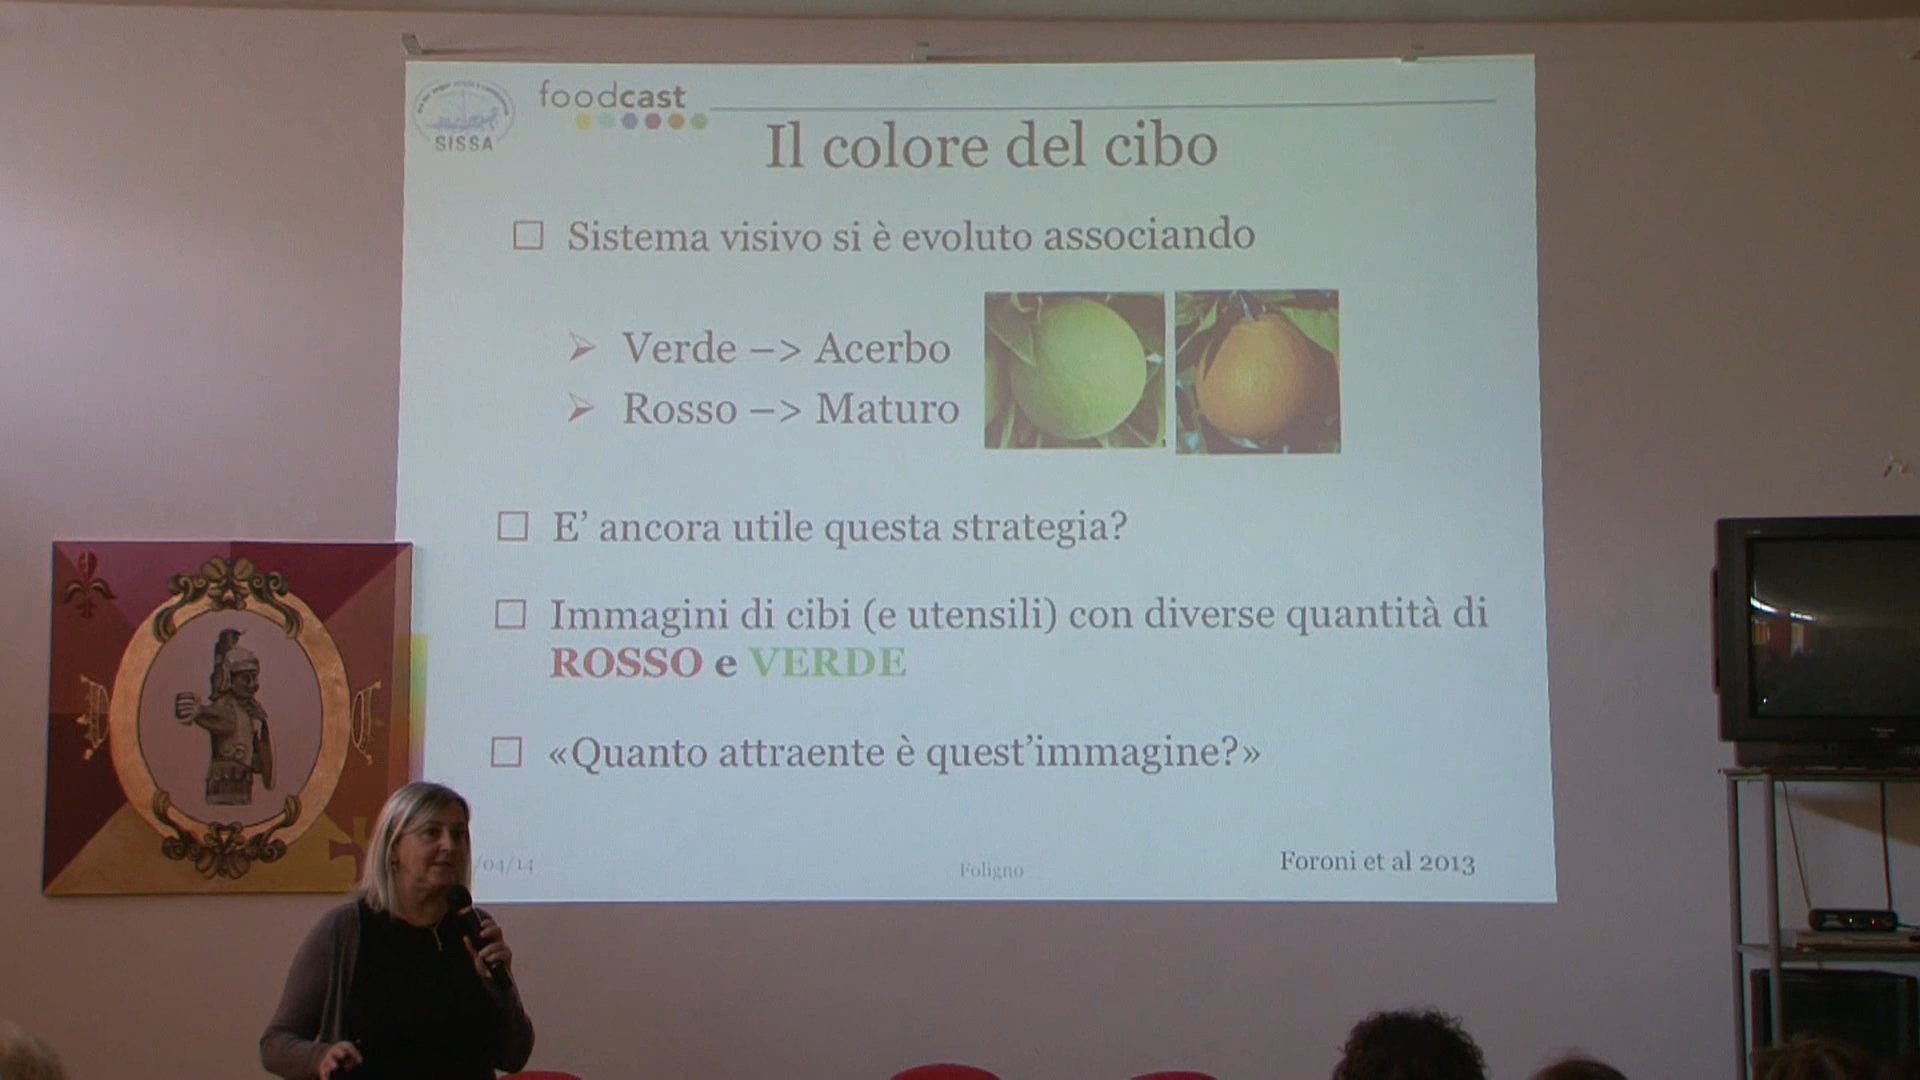 foodcast
SISSA
Il colore del cibo
Sistema visivo si è evoluto associando
Verde –> Acerbo
Rosso –> Maturo
E' ancora utile questa strategia?
Immagini di cibi (e utensili) con diverse quantità di
ROSSO e VERDE
«Quanto attraente è quest'immagine?»
/04/14
Foligno
Foroni et al 2013